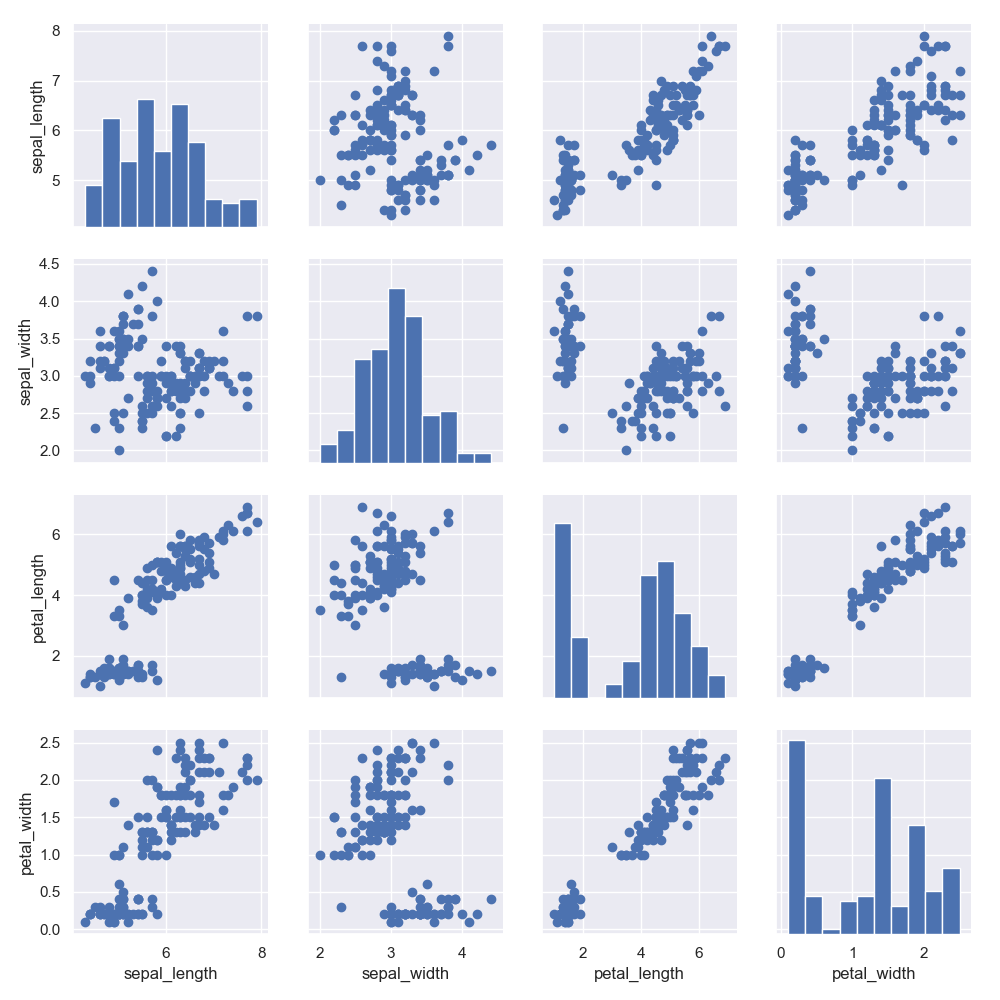 8
7
6
5
sepal_length
4.5
4.0
3.5
3.0
2.5
2.0
sepal_width
6
4
2
petal_length
2.5
2.0
1.5
1.0
0.5
0.0
petal_width
6 8
2 3 4
2 4 6
0 1 2
sepal_length sepal_width petal_length petal_width